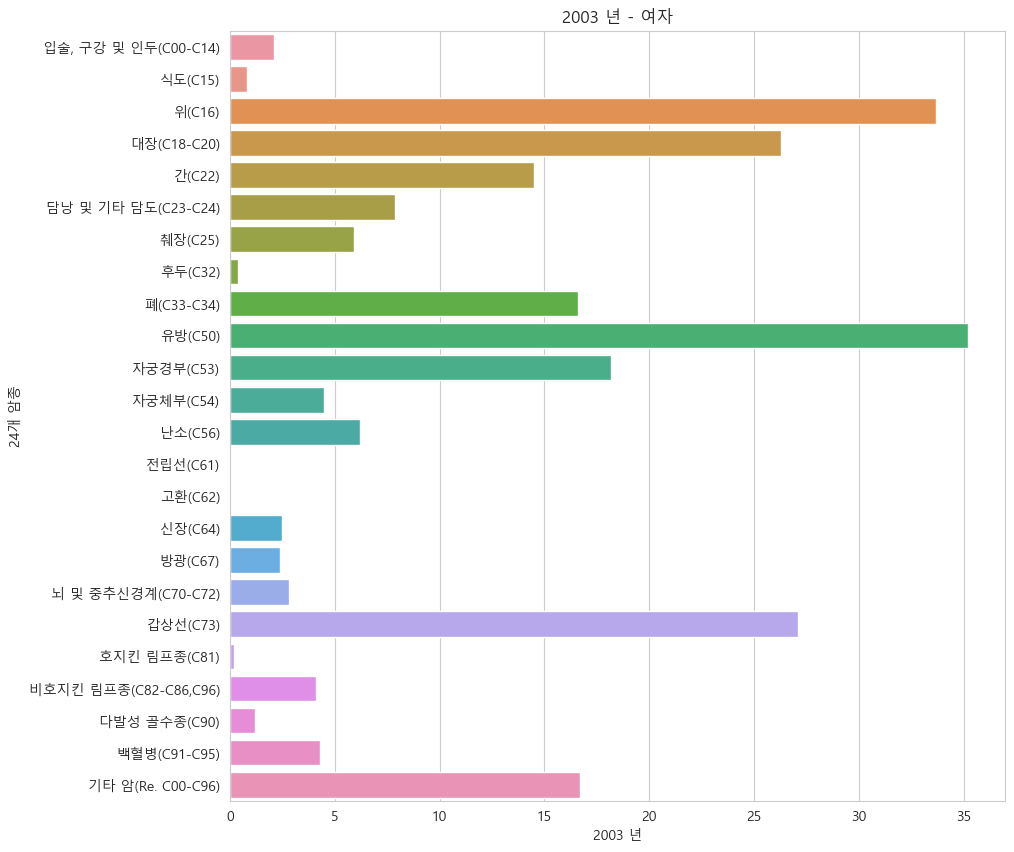 2003 년 - 여자
입술, 구강 및 인두(C00-C14)
식도(C15)
위(C16)
대장(C18-C20)
간(C22)
담낭 및 기타 담도(C23-C24)
췌장(C25)
후두(C32)
폐(C33-C34)
유방(C50)
자궁경부(C53)
자궁체부(C54)
난소(C56)
전립선(C61)
고환(C62)
신장(C64)
방광(C67)
뇌 및 중추신경계(C70-C72)
갑상선(C73)
호지킨 림프종(C81)
비호지킨 림프종(C82-C86,C96)
다발성 골수종(C90)
백혈병(C91-C95)
기타 암(Re. C00-C96)
24개 암종
0 5 10 15 20 25 30 35
2003 년